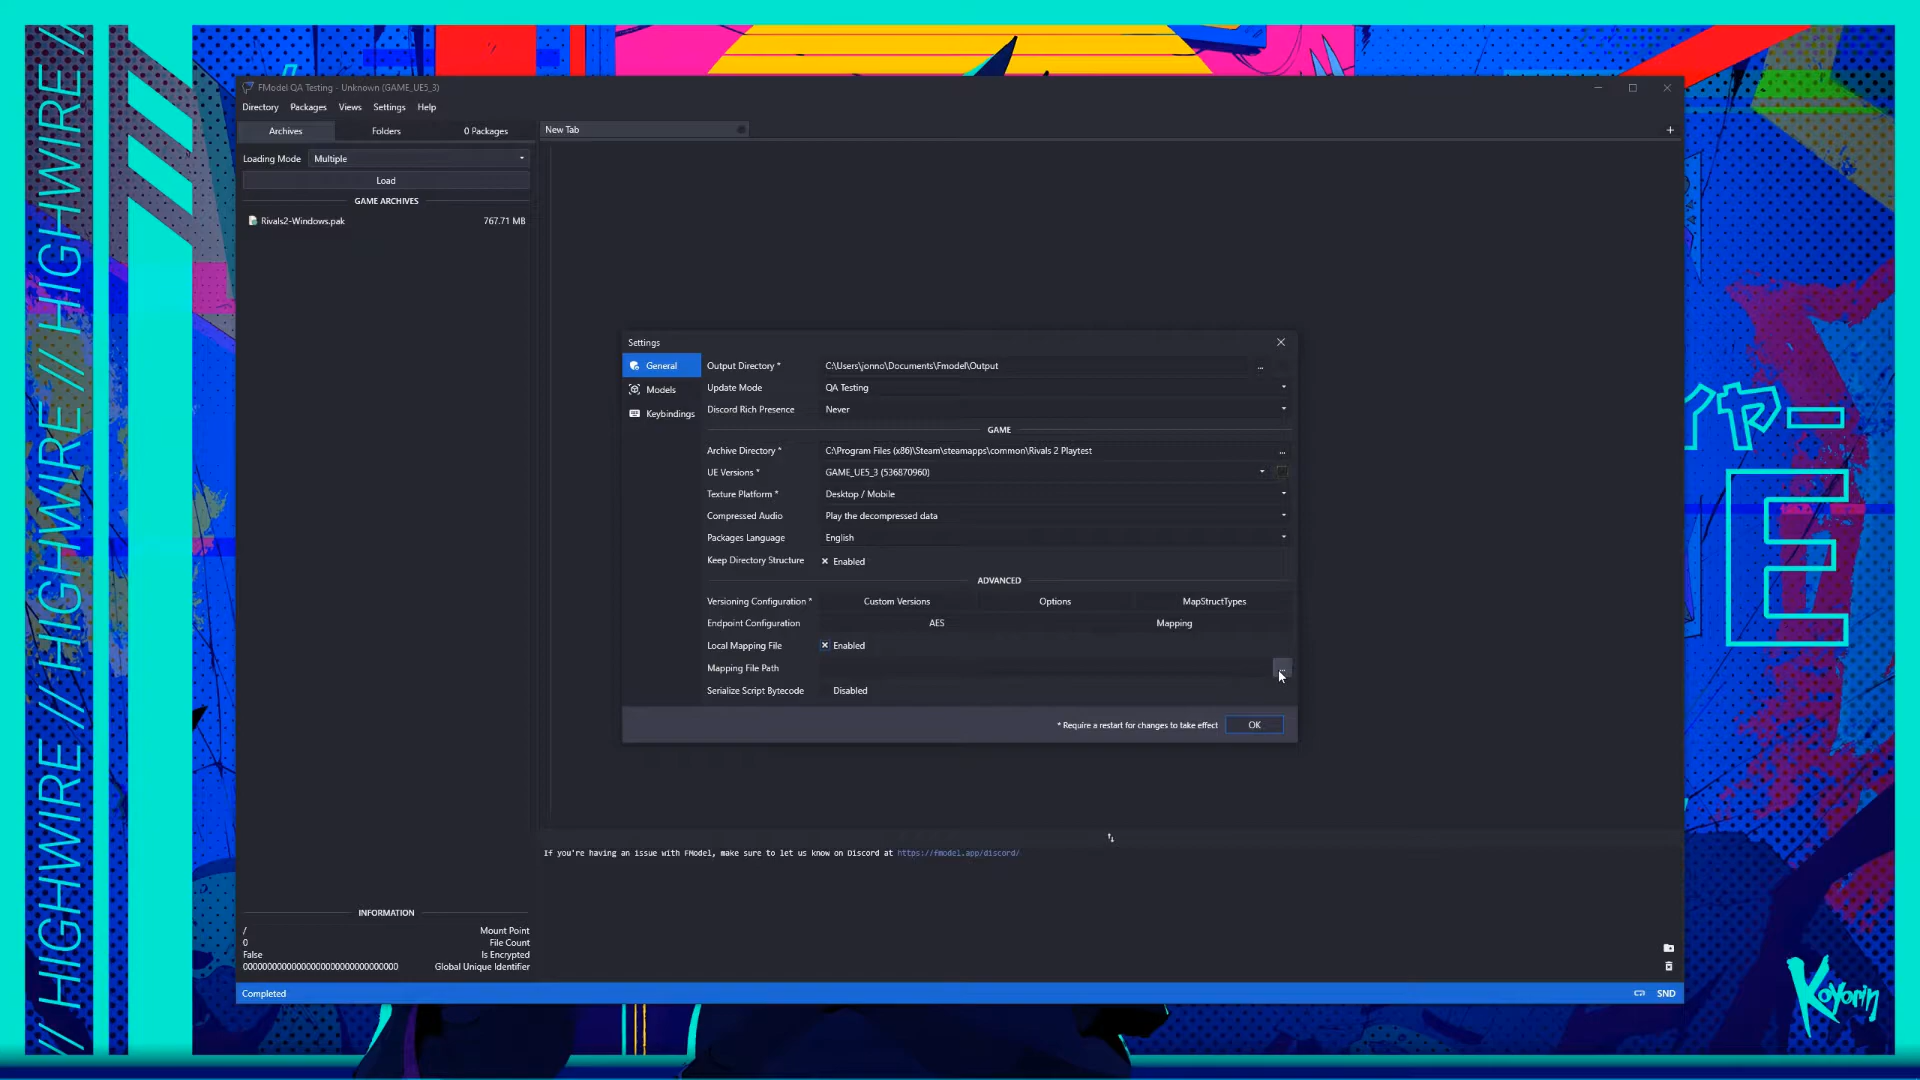 // HIGHWIRE // HIGHWIRE // HIGHWIRE // HIGHWIRE //
FModel QA Testing - Unknown (GAME_UE5_3)
Directory Packages Views Settings Help
Archives Folders 0 Packages New Tab
Loading Mode Multiple
Load
GAME ARCHIVES
Rivals2-Windows.pak 767.71 MB
Settings
General
Models
Keybindings
Output Directory * C:\Users\jonno\Documents\Fmodel\Output ...
Update Mode QA Testing
Discord Rich Presence Never
GAME
Archive Directory * C:\Program Files (x86)\Steam\steamapps\common\Rivals 2 Playtest ...
UE Versions * GAME_UE5_3 (536870960)
Texture Platform * Desktop / Mobile
Compressed Audio Play the decompressed data
Packages Language English
Keep Directory Structure Enabled
ADVANCED
Versioning Configuration * Custom Versions Options MapStructTypes
Endpoint Configuration AES Mapping
Local Mapping File Enabled
Mapping File Path ...
Serialize Script Bytecode Disabled
* Require a restart for changes to take effect OK
If you're having an issue with FModel, make sure to let us know on Discord at https://fmodel.app/discord/
INFORMATION
/ Mount Point
0 File Count
False Is Encrypted
00000000000000000000000000000000 Global Unique Identifier
Completed SND
ヤー
E
Koyorin